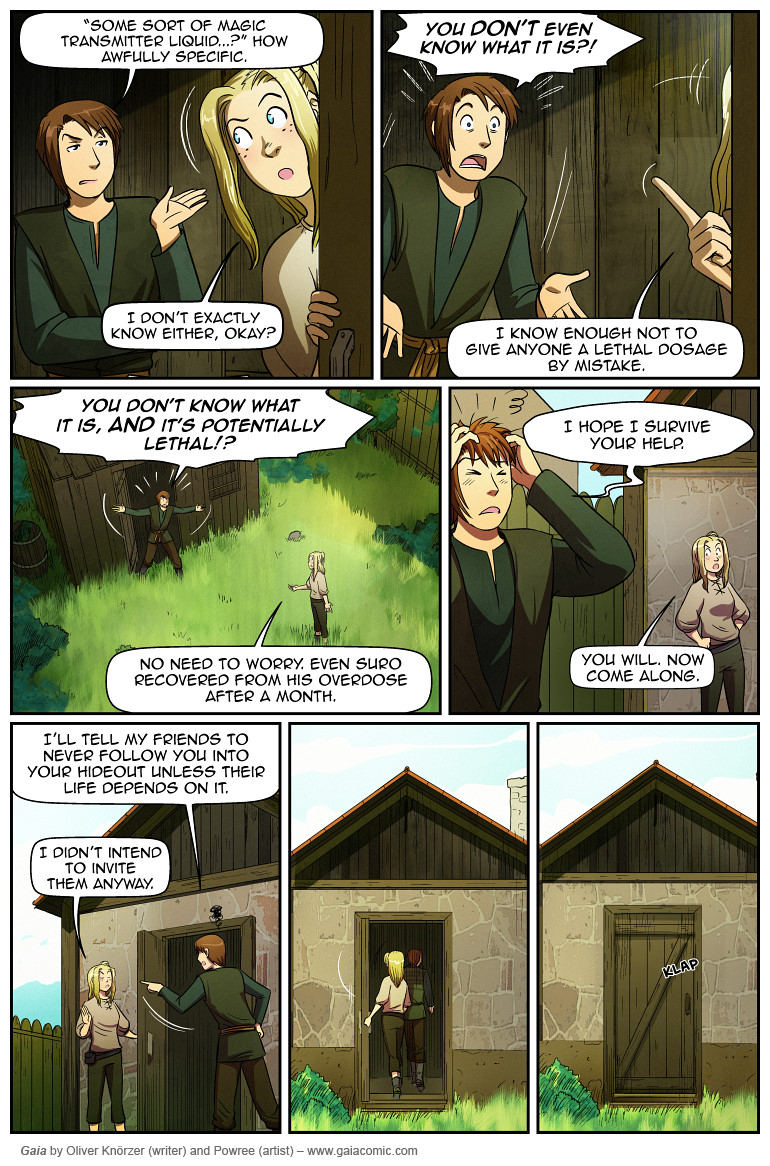 "SOME SORT OF MAGIC
TRANSMITTER LIQUID...?" HOW
AWFULLY SPECIFIC.
I DON'T EXACTLY
KNOW EITHER, OKAY?
YOU DON'T EVEN
KNOW WHAT IT IS?!
I KNOW ENOUGH NOT TO
GIVE ANYONE A LETHAL DOSAGE
BY MISTAKE.
YOU DON'T KNOW WHAT
IT IS, AND IT'S POTENTIALLY
LETHAL!?
NO NEED TO WORRY. EVEN SURO
RECOVERED FROM HIS OVERDOSE
AFTER A MONTH.
I HOPE I SURVIVE
YOUR HELP.
YOU WILL. NOW
COME ALONG.
I'LL TELL MY FRIENDS TO
NEVER FOLLOW YOU INTO
YOUR HIDEOUT UNLESS THEIR
LIFE DEPENDS ON IT.
I DIDN'T INTEND
TO INVITE
THEM ANYWAY.
KLAP
Gaia by Oliver Knörzer (writer) and Powree (artist) – www.gaiacomic.com